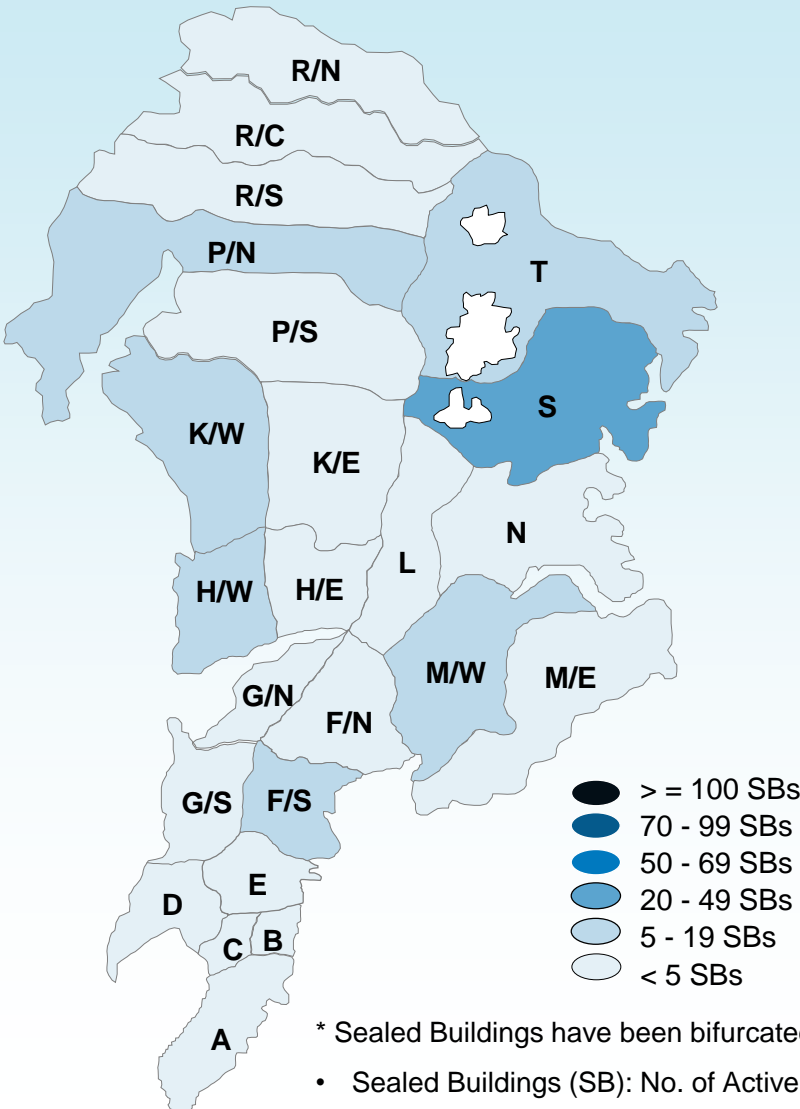 R/N
R/C
R/S
P/N
T
P/S
S
K/W
K/E
N
L
H/W
H/E
M/W
M/E
G/N
F/N
G/S
F/S
E
D
C
B
A
> = 100 SBs
70 - 99 SBs
50 - 69 SBs
20 - 49 SBs
5 - 19 SBs
< 5 SBs
* Sealed Buildings have been bifurcated
• Sealed Buildings (SB): No. of Active